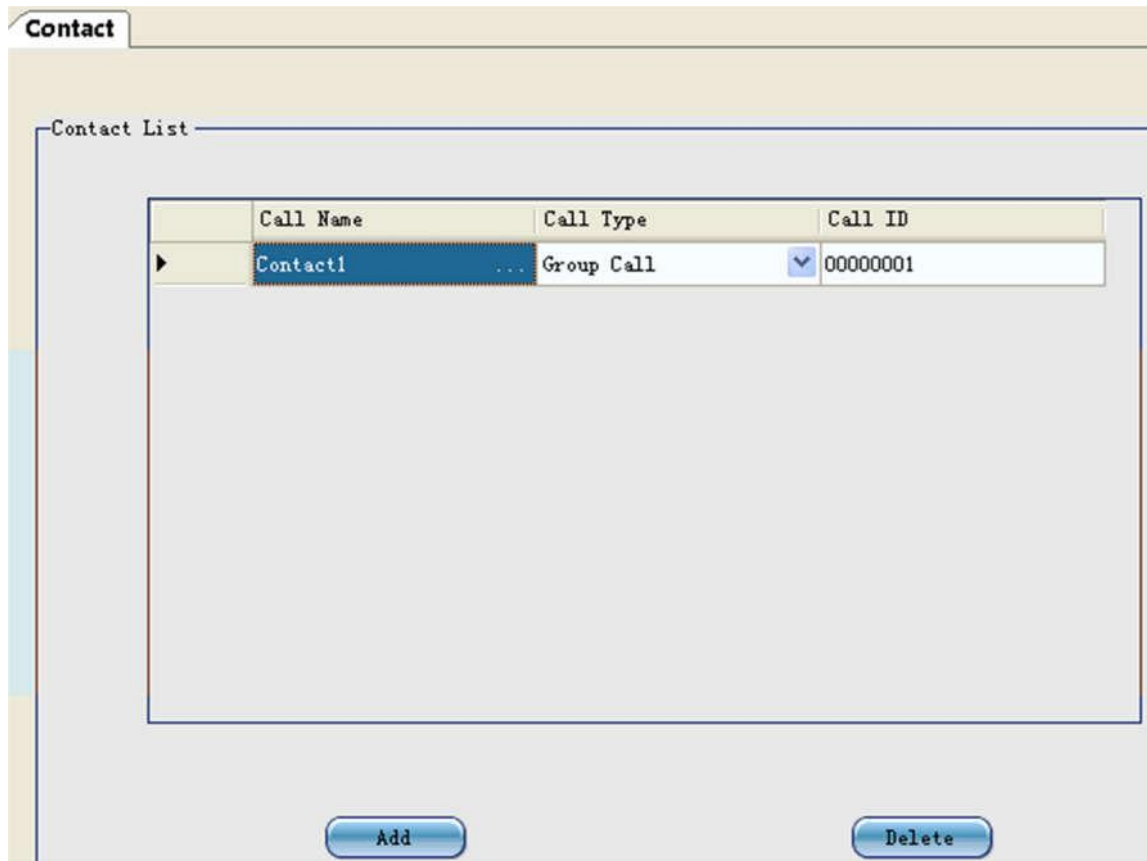 Contact
Contact List
Call Name Call Type Call ID
Contact1 ... Group Call 00000001
Add Delete